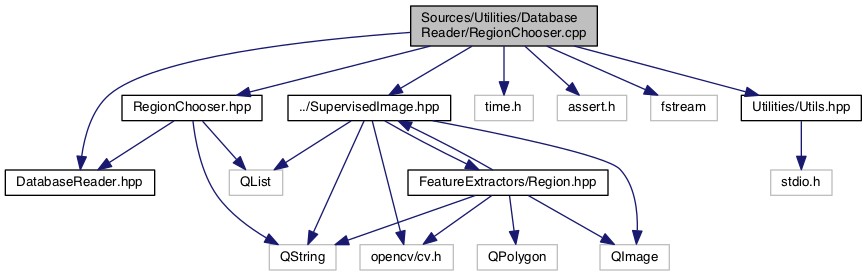 Sources/Utilities/Database
Reader/RegionChooser.cpp
RegionChooser.hpp
../SupervisedImage.hpp
time.h
assert.h
fstream
Utilities/Utils.hpp
DatabaseReader.hpp
QList
FeatureExtractors/Region.hpp
stdio.h
QString
opencv/cv.h
QPolygon
QImage